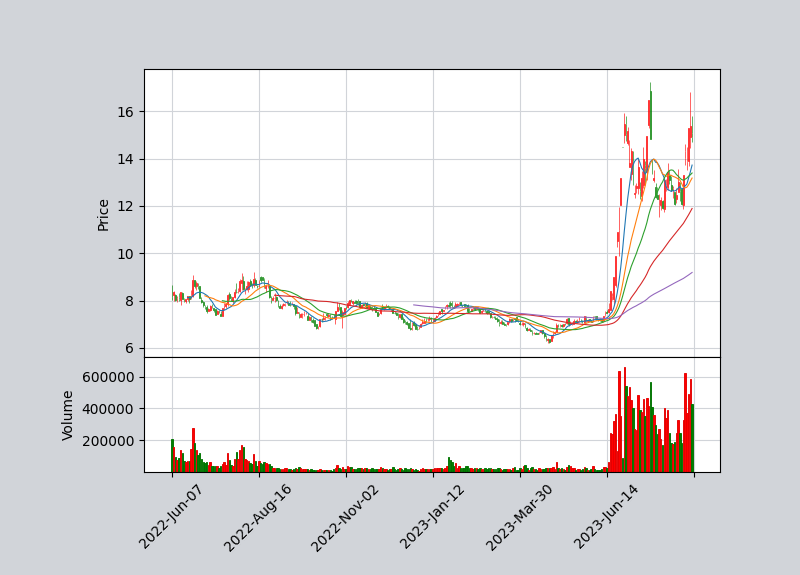 16
14
12
10
8
6
Price
600000
400000
200000
Volume
2022-Jun-07
2022-Aug-16
2022-Nov-02
2023-Jan-12
2023-Mar-30
2023-Jun-14